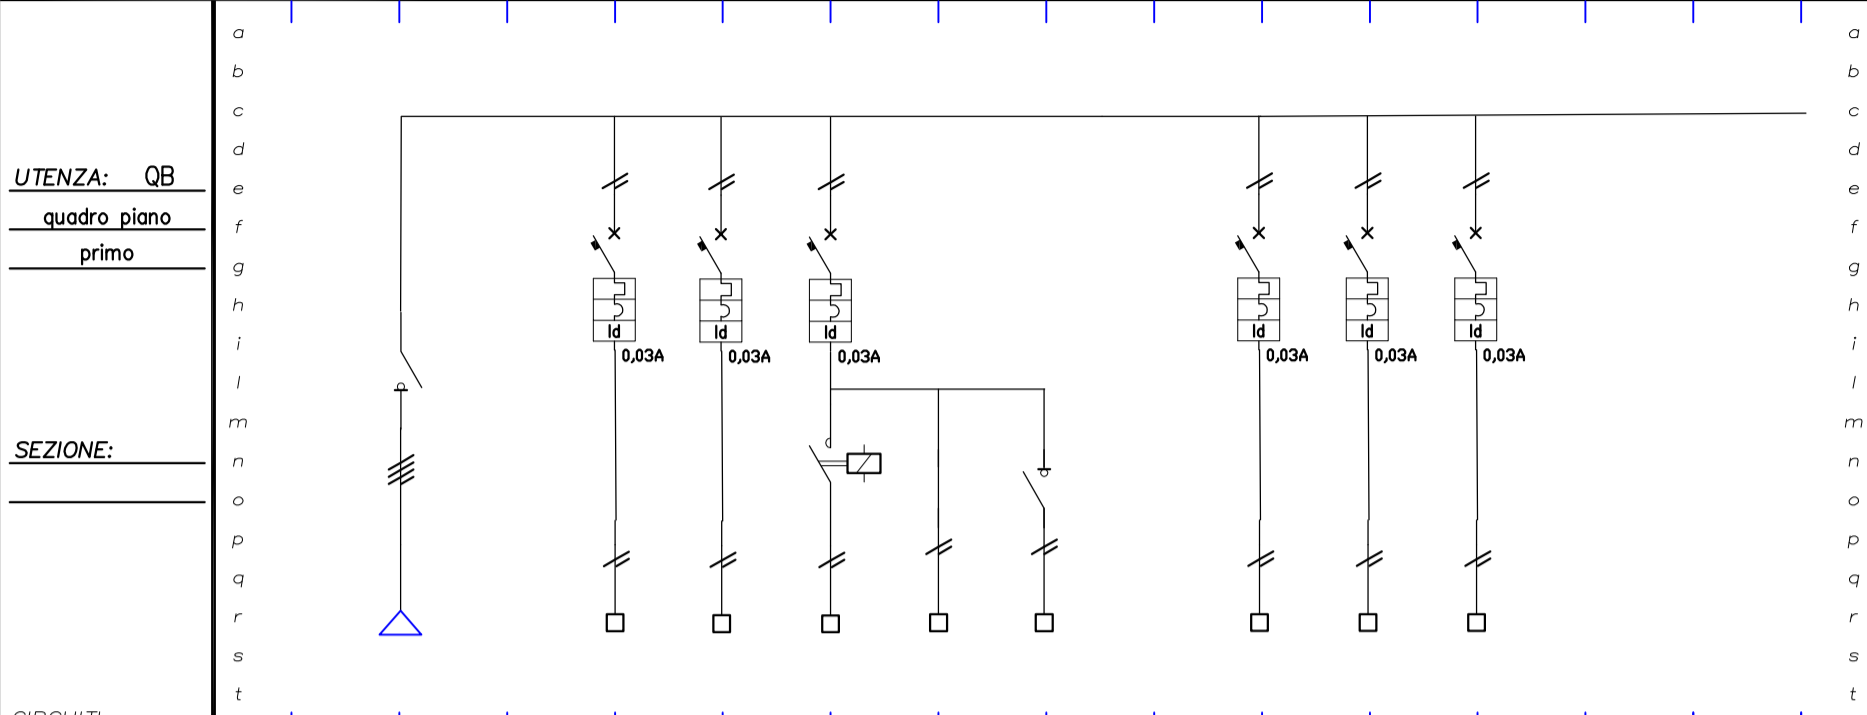 a a
b b
c c
d d
UTENZA: QB
e e
quadro piano
f f
primo
g g
h h
Id Id Id Id Id Id
i i
0,03A 0,03A 0,03A 0,03A 0,03A 0,03A
l l
m m
SEZIONE:
n n
o o
p p
q q
r r
s s
t t